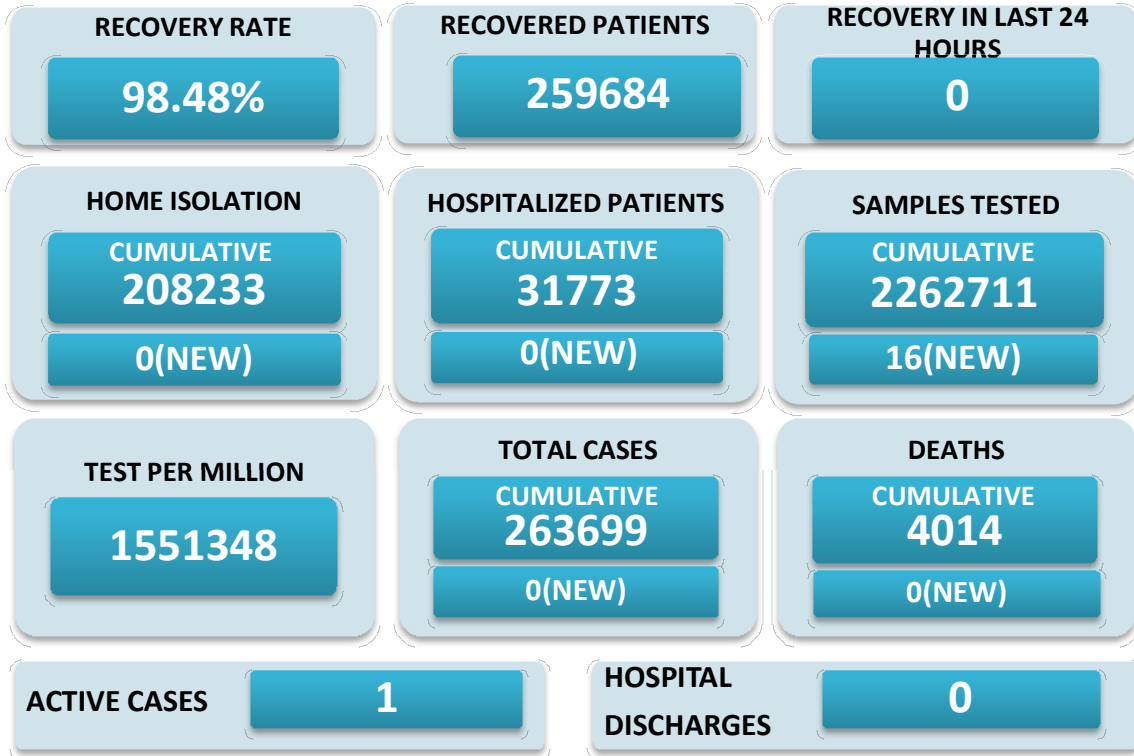 RECOVERY RATE
98.48%
RECOVERED PATIENTS
259684
RECOVERY IN LAST 24
HOURS
0
HOME ISOLATION
CUMULATIVE
208233
0(NEW)
HOSPITALIZED PATIENTS
CUMULATIVE
31773
0(NEW)
SAMPLES TESTED
CUMULATIVE
2262711
16(NEW)
TEST PER MILLION
1551348
TOTAL CASES
CUMULATIVE
263699
0(NEW)
DEATHS
CUMULATIVE
4014
0(NEW)
ACTIVE CASES
1
HOSPITAL
DISCHARGES
0